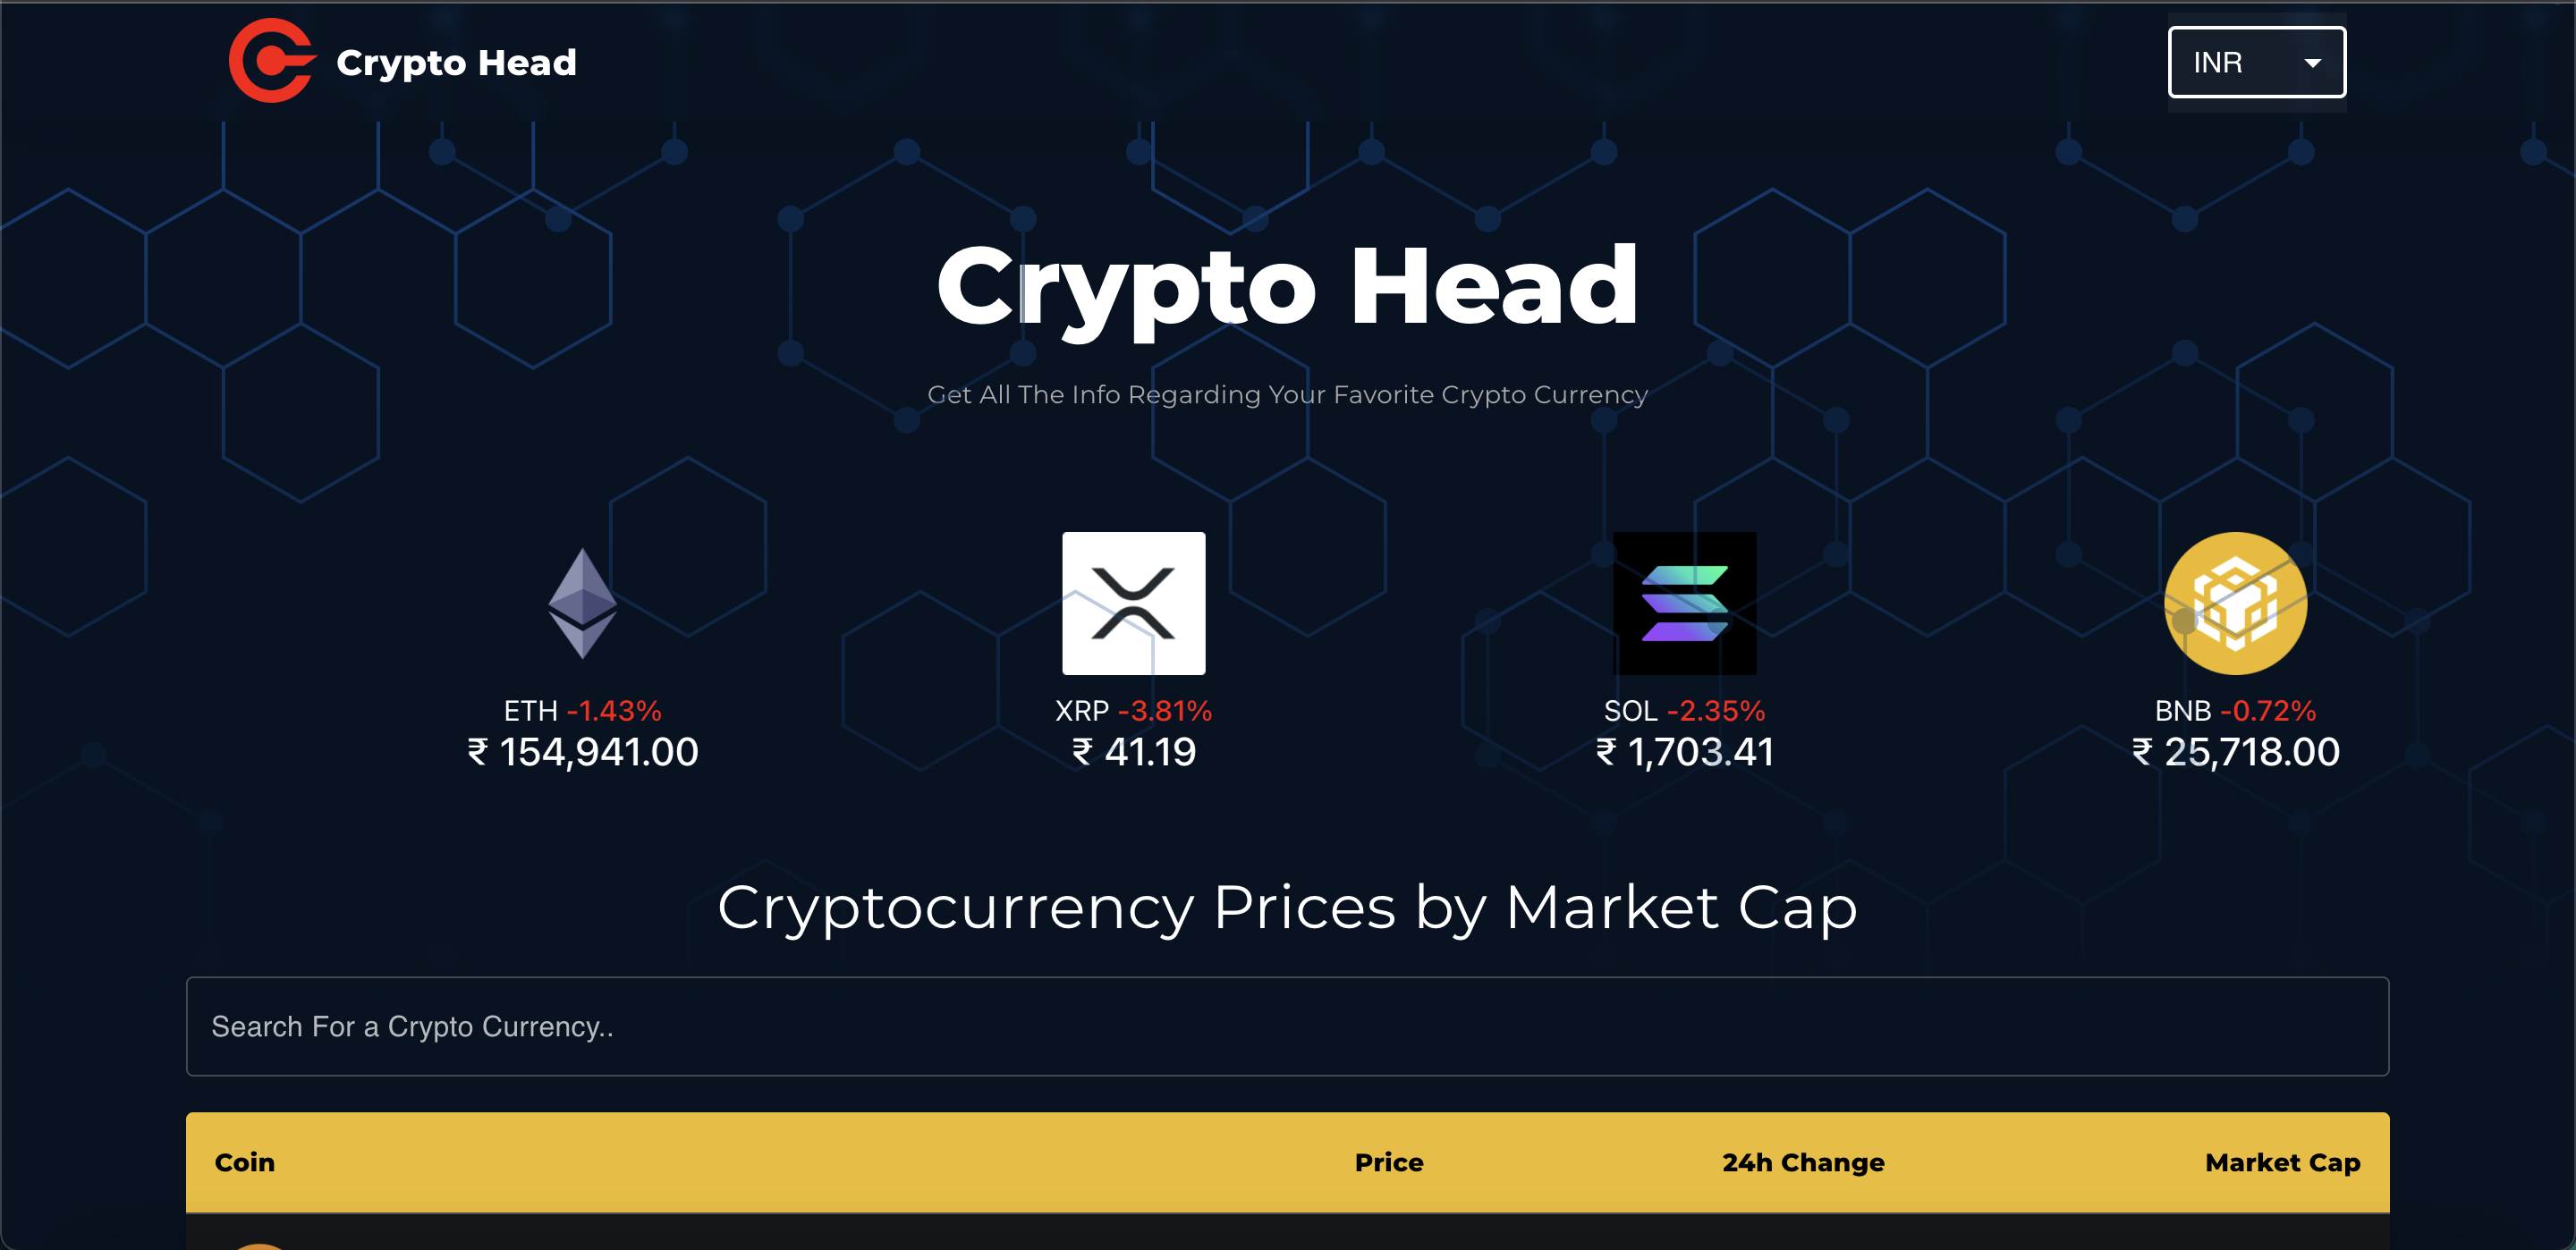 Crypto Head
INR
Crypto Head
Get All The Info Regarding Your Favorite Crypto Currency
ETH -1.43%
₹ 154,941.00
XRP -3.81%
₹ 41.19
SOL -2.35%
₹ 1,703.41
BNB -0.72%
₹ 25,718.00
Cryptocurrency Prices by Market Cap
Search For a Crypto Currency..
Coin Price 24h Change Market Cap